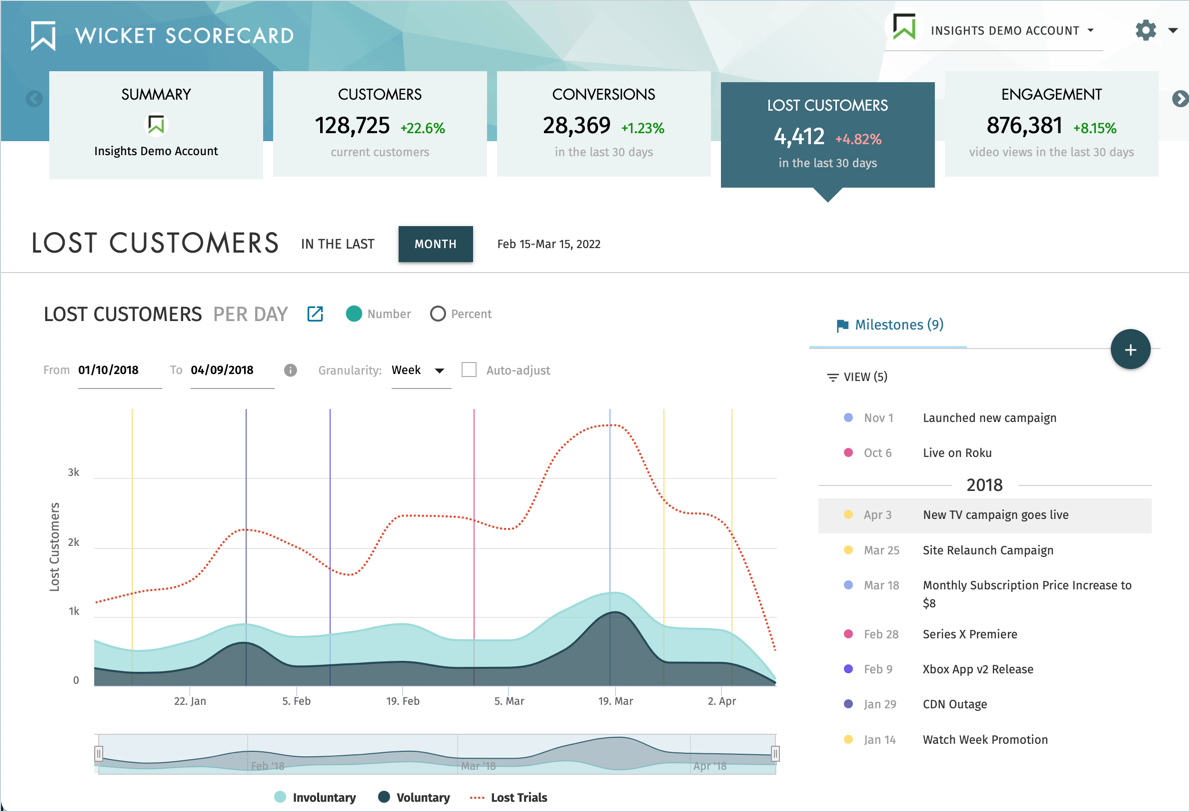 WICKET SCORECARD
INSIGHTS DEMO ACCOUNT
SUMMARY
Insights Demo Account
CUSTOMERS
128,725 +22.6%
current customers
CONVERSIONS
28,369 +1.23%
in the last 30 days
LOST CUSTOMERS
4,412 +4.82%
in the last 30 days
ENGAGEMENT
876,381 +8.15%
video views in the last 30 days
LOST CUSTOMERS IN THE LAST MONTH Feb 15-Mar 15, 2022
LOST CUSTOMERS PER DAY Number Percent
From 01/10/2018 To 04/09/2018 Granularity: Week Auto-adjust
Lost Customers
3k
2k
1k
0
22. Jan 5. Feb 19. Feb 5. Mar 19. Mar 2. Apr
Feb '18 Mar '18 Apr '18
Involuntary Voluntary Lost Trials
Milestones (9)
+
VIEW (5)
Nov 1 Launched new campaign
Oct 6 Live on Roku
2018
Apr 3 New TV campaign goes live
Mar 25 Site Relaunch Campaign
Mar 18 Monthly Subscription Price Increase to
$8
Feb 28 Series X Premiere
Feb 9 Xbox App v2 Release
Jan 29 CDN Outage
Jan 14 Watch Week Promotion